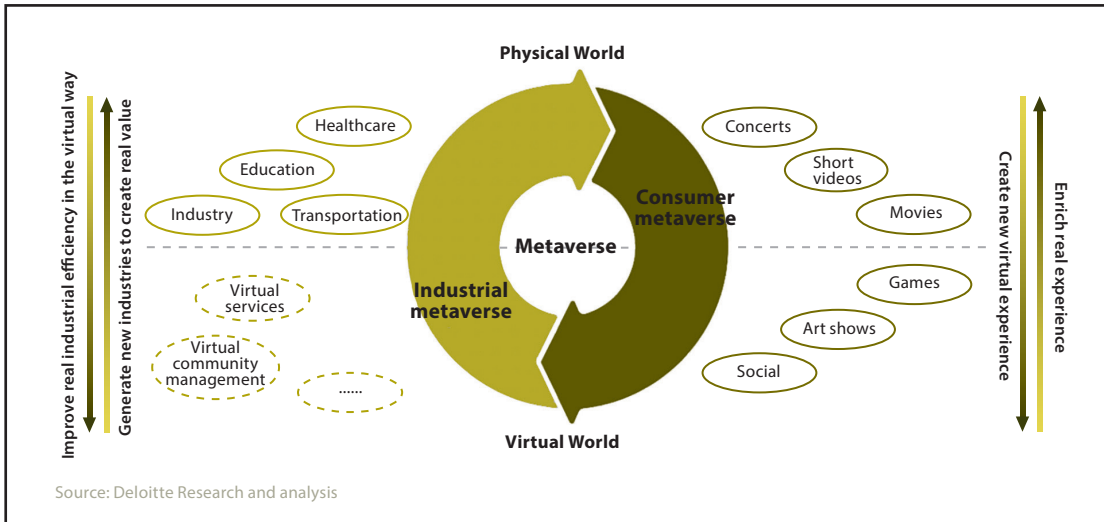 Physical World
Improve real industrial efficiency in the virtual way
Generate new industries to create real value
Healthcare
Education
Industry
Transportation
Virtual
services
Virtual
community
management
......
Industrial
metaverse
Metaverse
Consumer
metaverse
Concerts
Short
videos
Movies
Games
Art shows
Social
Create new virtual experience
Enrich real experience
Virtual World
Source: Deloitte Research and analysis